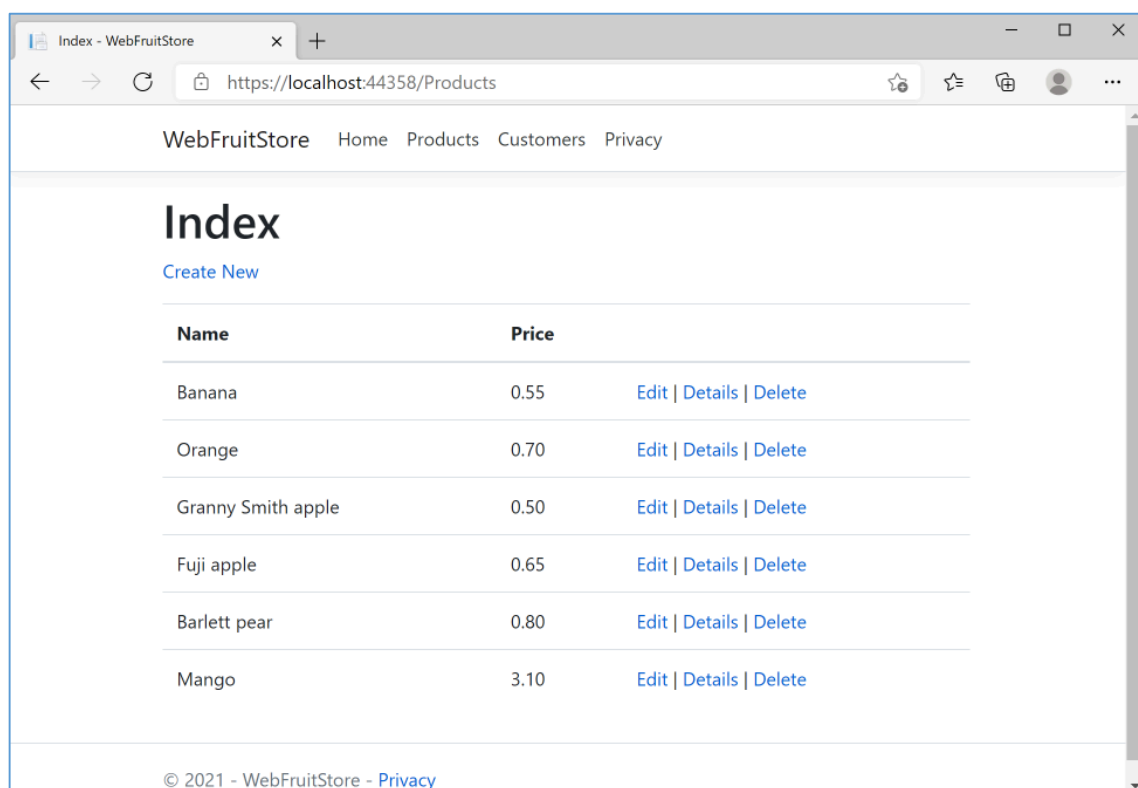 Index - WebFruitStore
https://localhost:44358/Products
WebFruitStore Home Products Customers Privacy
Index
Create New
Name Price
Banana 0.55 Edit | Details | Delete
Orange 0.70 Edit | Details | Delete
Granny Smith apple 0.50 Edit | Details | Delete
Fuji apple 0.65 Edit | Details | Delete
Barlett pear 0.80 Edit | Details | Delete
Mango 3.10 Edit | Details | Delete
© 2021 - WebFruitStore - Privacy